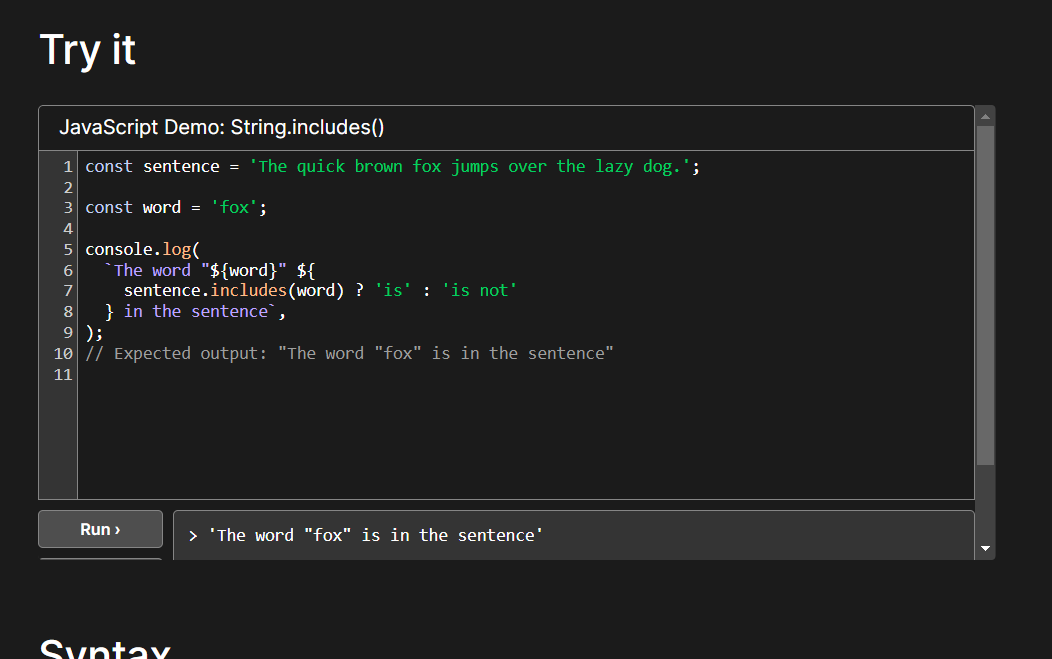 Try it
JavaScript Demo: String.includes()
1 const sentence = 'The quick brown fox jumps over the lazy dog.';
2
3 const word = 'fox';
4
5 console.log(
6   `The word "${word}" ${
7     sentence.includes(word) ? 'is' : 'is not'
8   } in the sentence`,
9 );
10 // Expected output: "The word "fox" is in the sentence"
11
Run ›
> 'The word "fox" is in the sentence'
Syntax